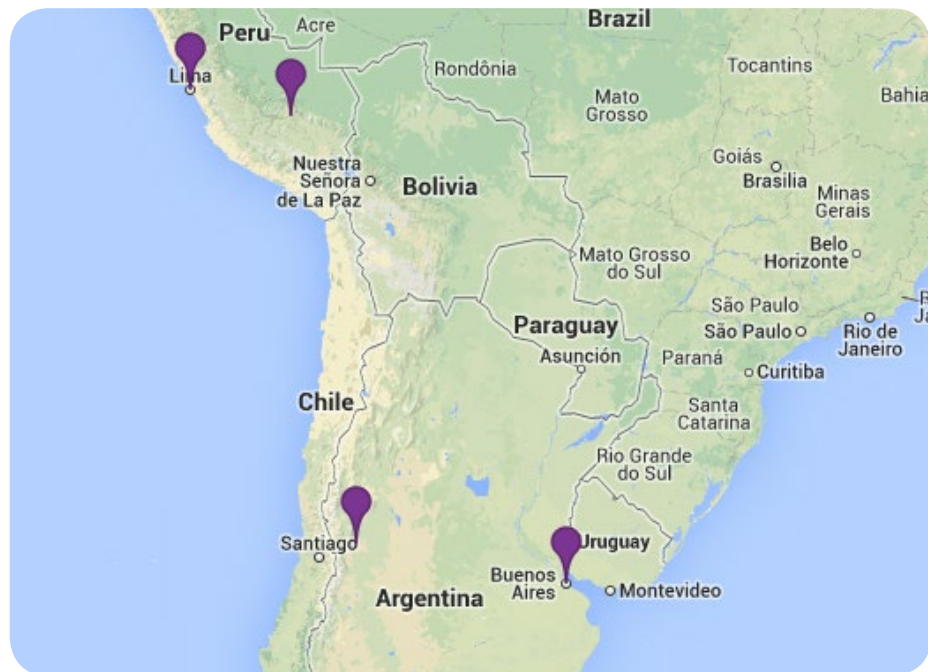 Brazil
Peru
Acre
Lima
Rondônia
Tocantins
Mato
Grosso
Bahia
Nuestra
Señora
de La Paz
Bolivia
Goiás
Brasilia
Minas
Gerais
Belo
Horizonte
Mato Grosso
do Sul
São Paulo
São Paulo
Rio de
Janeiro
R
Ja
Paraguay
Asunción
Paraná
Curitiba
Chile
Santa
Catarina
Rio Grande
do Sul
Santiago
Uruguay
Buenos
Aires
Montevideo
Argentina